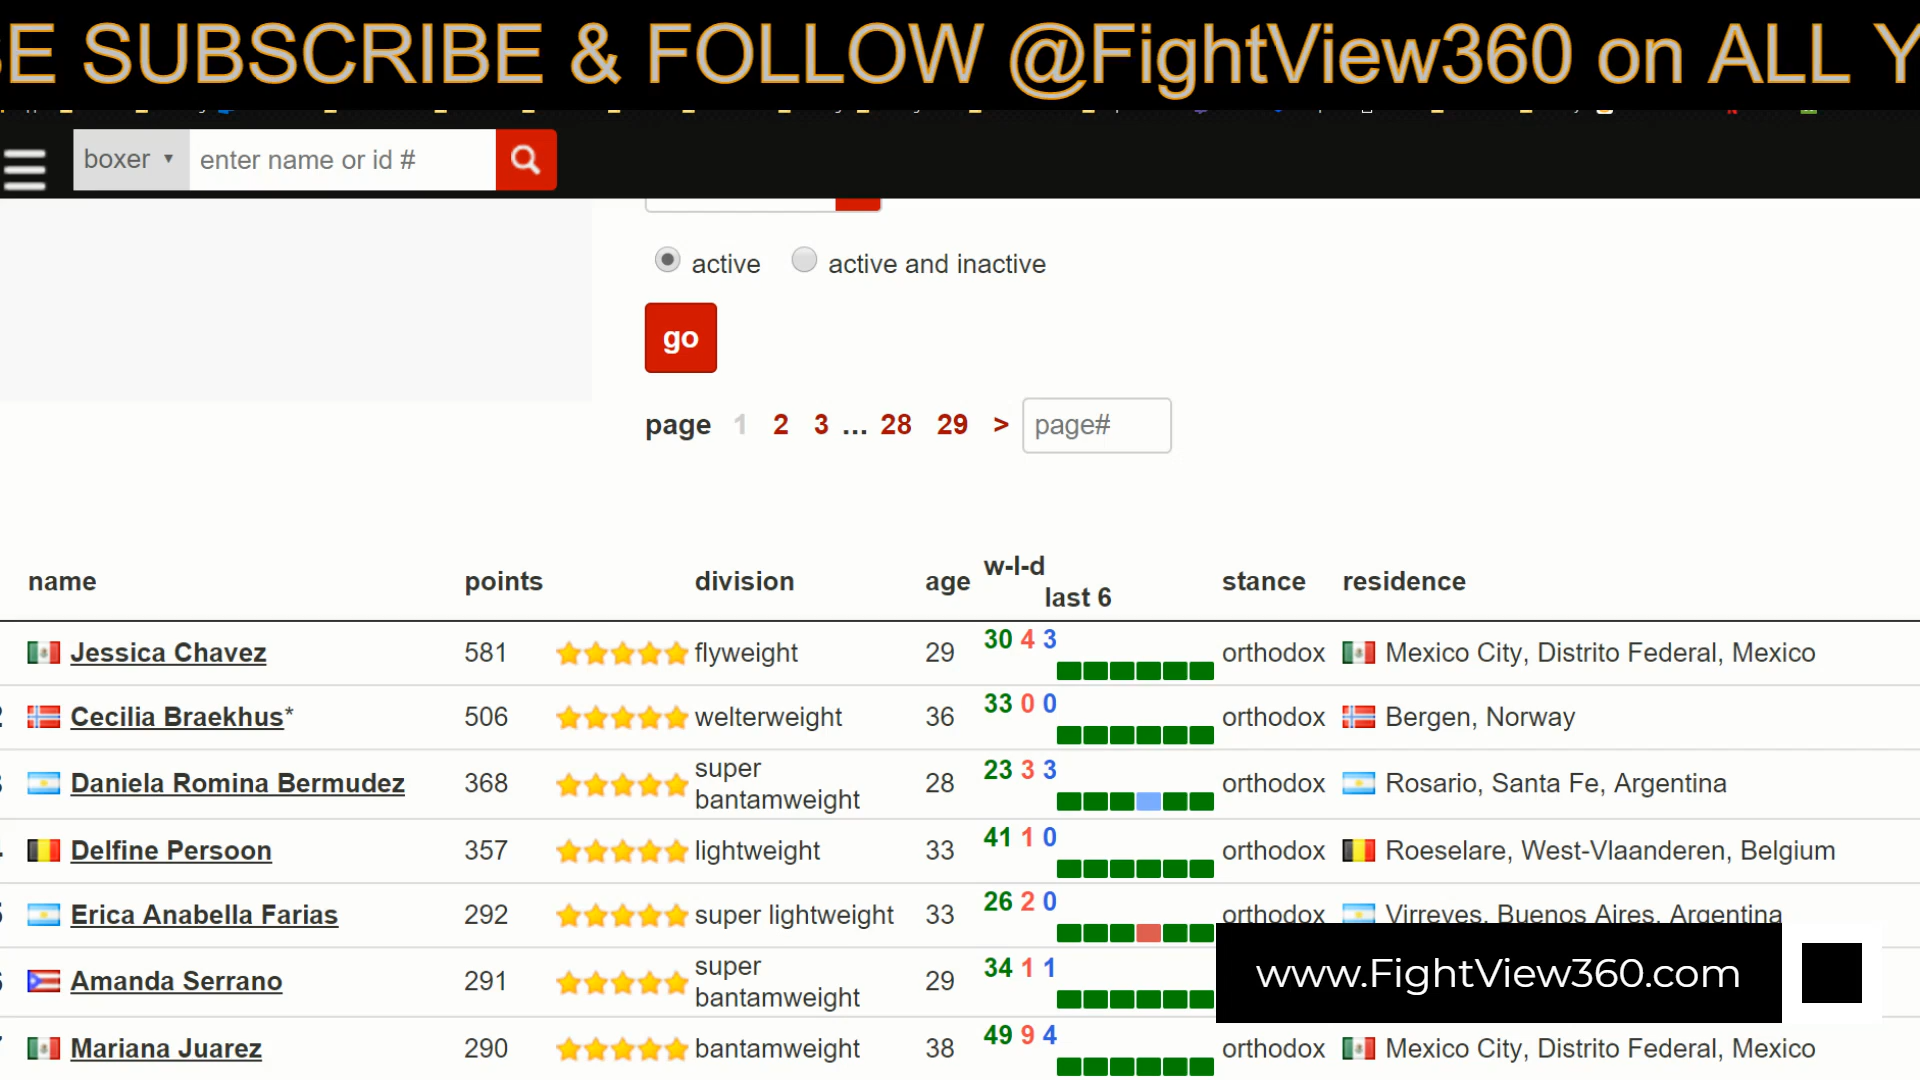 E SUBSCRIBE & FOLLOW @FightView360 on ALL Y
boxer ▾ enter name or id #
active active and inactive
go
page 1 2 3 ... 28 29 > page#
name points division age w-l-d last 6 stance residence
Jessica Chavez 581 flyweight 29 30 4 3 orthodox Mexico City, Distrito Federal, Mexico
Cecilia Braekhus* 506 welterweight 36 33 0 0 orthodox Bergen, Norway
Daniela Romina Bermudez 368 super bantamweight 28 23 3 3 orthodox Rosario, Santa Fe, Argentina
Delfine Persoon 357 lightweight 33 41 1 0 orthodox Roeselare, West-Vlaanderen, Belgium
Erica Anabella Farias 292 super lightweight 33 26 2 0 orthodox Virreyes, Buenos Aires, Argentina
Amanda Serrano 291 super bantamweight 29 34 1 1
www.FightView360.com
Mariana Juarez 290 bantamweight 38 49 9 4 orthodox Mexico City, Distrito Federal, Mexico